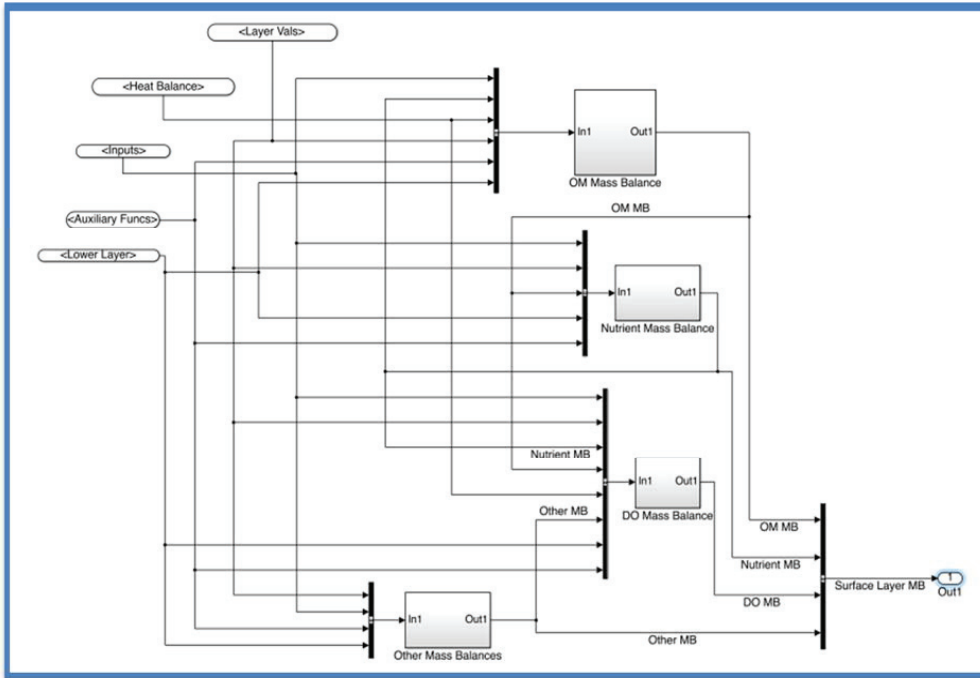 <Layer Vals>
<Heat Balance>
<Inputs>
<Auxiliary Funcs>
<Lower Layer>
In1 Out1
OM Mass Balance
OM MB
In1 Out1
Nutrient Mass Balance
Nutrient MB
In1 Out1
DO Mass Balance
Other MB
OM MB
Nutrient MB
Surface Layer MB
1
Out1
DO MB
In1 Out1
Other Mass Balances
Other MB